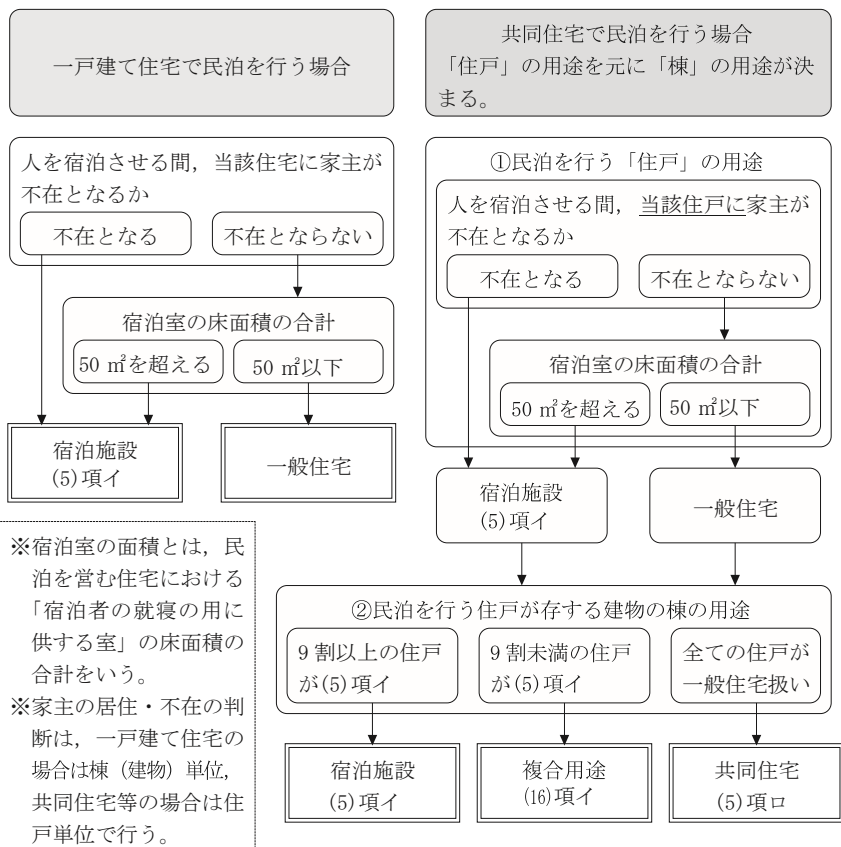 一戸建て住宅で民泊を行う場合
人を宿泊させる間，当該住宅に家主が
不在となるか
不在となる
不在とならない
宿泊室の床面積の合計
50 ㎡を超える
50 ㎡以下
宿泊施設
(5)項イ
一般住宅
共同住宅で民泊を行う場合
「住戸」の用途を元に「棟」の用途が決
まる。
①民泊を行う「住戸」の用途
人を宿泊させる間，当該住戸に家主が
不在となるか
不在となる
不在とならない
宿泊室の床面積の合計
50 ㎡を超える
50 ㎡以下
宿泊施設
(5)項イ
一般住宅
②民泊を行う住戸が存する建物の棟の用途
9 割以上の住戸
が(5)項イ
9 割未満の住戸
が(5)項イ
全ての住戸が
一般住宅扱い
宿泊施設
(5)項イ
複合用途
(16)項イ
共同住宅
(5)項ロ
※宿泊室の面積とは，民
泊を営む住宅における
「宿泊者の就寝の用に
供する室」の床面積の
合計をいう。
※家主の居住・不在の判
断は，一戸建て住宅の
場合は棟（建物）単位，
共同住宅等の場合は住
戸単位で行う。